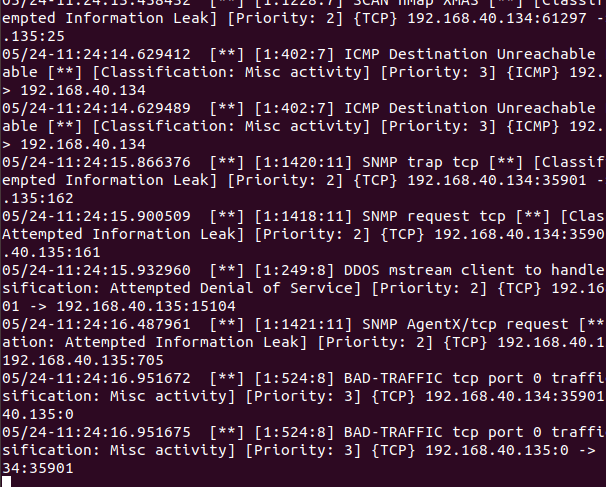 05/24-11:24:13.458432  [**] [1:1228:7] SCAN nmap XMAS [**] [Classif
empted Information Leak] [Priority: 2] {TCP} 192.168.40.134:61297 -
.135:25
05/24-11:24:14.629412  [**] [1:402:7] ICMP Destination Unreachable
able [**] [Classification: Misc activity] [Priority: 3] {ICMP} 192.
> 192.168.40.134
05/24-11:24:14.629489  [**] [1:402:7] ICMP Destination Unreachable
able [**] [Classification: Misc activity] [Priority: 3] {ICMP} 192.
> 192.168.40.134
05/24-11:24:15.866376  [**] [1:1420:11] SNMP trap tcp [**] [Classif
empted Information Leak] [Priority: 2] {TCP} 192.168.40.134:35901 -
.135:162
05/24-11:24:15.900509  [**] [1:1418:11] SNMP request tcp [**] [Clas
Attempted Information Leak] [Priority: 2] {TCP} 192.168.40.134:3590
.40.135:161
05/24-11:24:15.932960  [**] [1:249:8] DDOS mstream client to handle
sification: Attempted Denial of Service] [Priority: 2] {TCP} 192.16
01 -> 192.168.40.135:15104
05/24-11:24:16.487961  [**] [1:1421:11] SNMP AgentX/tcp request [**
ation: Attempted Information Leak] [Priority: 2] {TCP} 192.168.40.1
192.168.40.135:705
05/24-11:24:16.951672  [**] [1:524:8] BAD-TRAFFIC tcp port 0 traffi
sification: Misc activity] [Priority: 3] {TCP} 192.168.40.134:35901
40.135:0
05/24-11:24:16.951675  [**] [1:524:8] BAD-TRAFFIC tcp port 0 traffi
sification: Misc activity] [Priority: 3] {TCP} 192.168.40.135:0 ->
34:35901